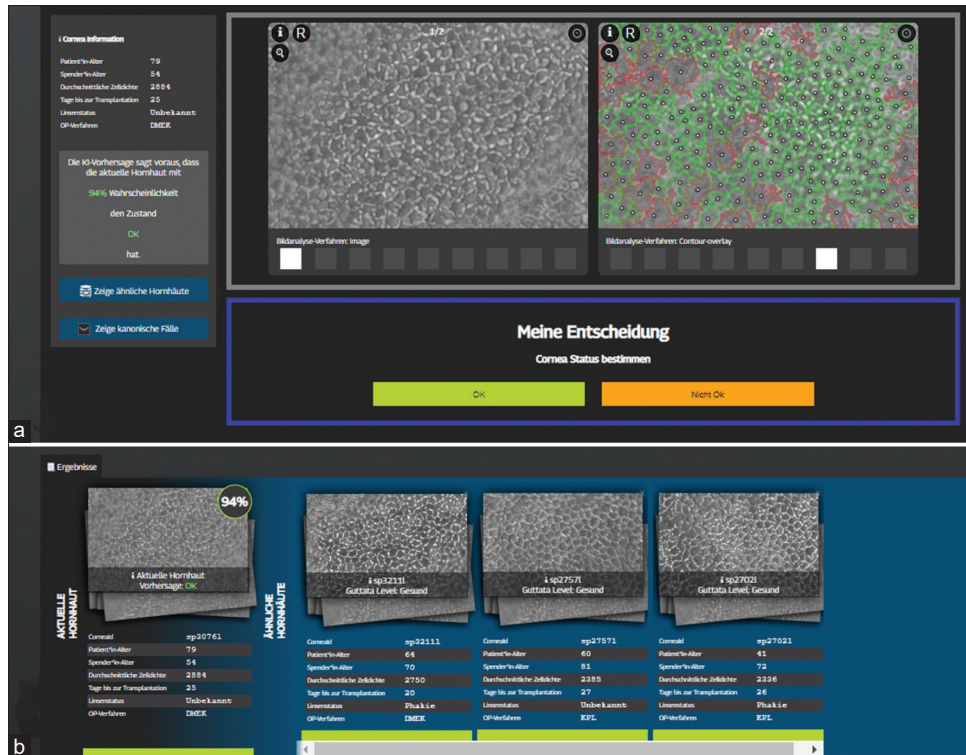 i Cornea Information
Patient*in-Alter 79
Spender*in-Alter 54
Durchschnittliche Zelldichte 2884
Tage bis zur Transplantation 25
Linsenstatus Unbekannt
OP-Verfahren DMEK
Die KI-Vorhersage sagt voraus, dass
die aktuelle Hornhaut mit
94% Wahrscheinlichkeit
den Zustand
OK
hat.
Zeige ähnliche Hornhäute
Zeige kanonische Fälle
i R 1/2
Bildanalyse-Verfahren: Image
i R 2/2
Bildanalyse-Verfahren: Contour-overlay
Meine Entscheidung
Cornea Status bestimmen
OK Nicht Ok
a
Ergebnisse
AKTUELLE
HORNHAUT
94%
i Aktuelle Hornhaut
Vorhersage: OK
Corneaid sp30761
Patient*in-Alter 79
Spender*in-Alter 54
Durchschnittliche Zelldichte 2884
Tage bis zur Transplantation 25
Linsenstatus Unbekannt
OP-Verfahren DMEK
ÄHNLICHE
HORNHÄUTE
i sp3211l
Guttata Level: Gesund
Corneaid sp32111
Patient*in-Alter 64
Spender*in-Alter 70
Durchschnittliche Zelldichte 2750
Tage bis zur Transplantation 20
Linsenstatus Phakie
OP-Verfahren DMEK
i sp2757l
Guttata Level: Gesund
Corneaid sp27571
Patient*in-Alter 60
Spender*in-Alter 81
Durchschnittliche Zelldichte 2385
Tage bis zur Transplantation 27
Linsenstatus Unbekannt
OP-Verfahren KPL
i sp2702l
Guttata Level: Gesund
Corneaid sp27021
Patient*in-Alter 41
Spender*in-Alter 72
Durchschnittliche Zelldichte 2336
Tage bis zur Transplantation 26
Linsenstatus Phakie
OP-Verfahren KPL
b